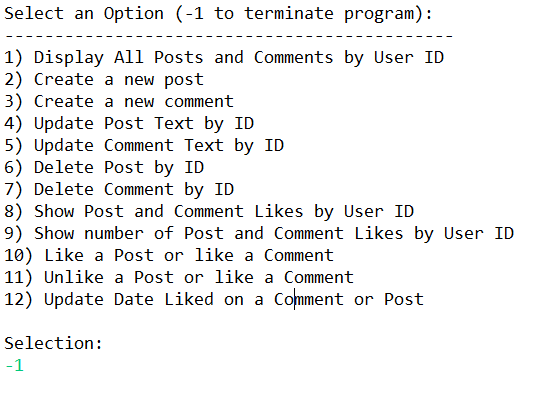 Select an Option (-1 to terminate program):
---------------------------------------------
1) Display All Posts and Comments by User ID
2) Create a new post
3) Create a new comment
4) Update Post Text by ID
5) Update Comment Text by ID
6) Delete Post by ID
7) Delete Comment by ID
8) Show Post and Comment Likes by User ID
9) Show number of Post and Comment Likes by User ID
10) Like a Post or like a Comment
11) Unlike a Post or like a Comment
12) Update Date Liked on a Comment or Post
Selection:
-1